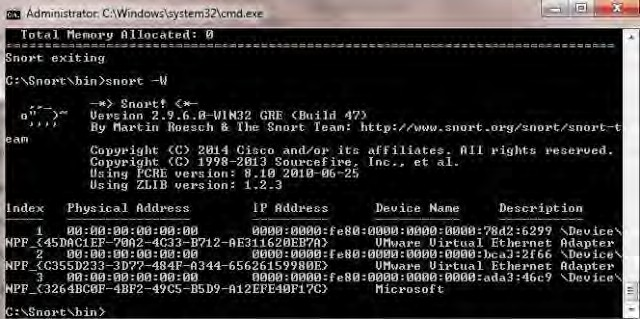 Administrator: C:\Windows\system32\cmd.exe
Total Memory Allocated: 0
===============================================================================
Snort exiting
C:\Snort\bin>snort -W
,,_ -*> Snort! <*-
o" )~ Version 2.9.6.0-WIN32 GRE (Build 47)
'''' By Martin Roesch & The Snort Team: http://www.snort.org/snort/snort-t
eam
Copyright (C) 2014 Cisco and/or its affiliates. All rights reserved.
Copyright (C) 1998-2013 Sourcefire, Inc., et al.
Using PCRE version: 8.10 2010-06-25
Using ZLIB version: 1.2.3
Index Physical Address IP Address Device Name Description
1 00:00:00:00:00:00 0000:0000:fe80:0000:0000:0000:78d2:6299 \Device\
NPF_{45DAC1EF-70A2-4C33-B712-AE311620EB7A} VMware Virtual Ethernet Adapter
2 00:00:00:00:00:00 0000:0000:fe80:0000:0000:0000:bca3:2f66 \Device\
NPF_{C355D233-3D77-484F-A344-65626159980E} VMware Virtual Ethernet Adapter
3 00:00:00:00:00:00 0000:0000:fe80:0000:0000:0000:ada3:46c9 \Device\
NPF_{3264BC0F-4BF2-49C5-B5D9-A12EFE40F17C} Microsoft
C:\Snort\bin>